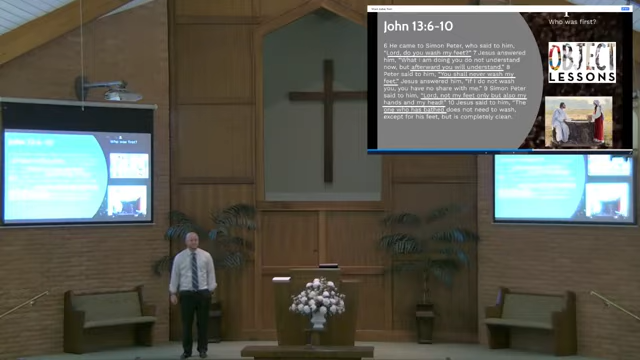 Who was first?
John 13:6-10
6 He came to Simon Peter, who said to him,
"Lord, do you wash my feet?" 7 Jesus answered
him, "What I am doing you do not understand
now, but afterward you will understand." 8
Peter said to him, "You shall never wash my
feet." Jesus answered him, "If I do not wash
you, you have no share with me." 9 Simon Peter
said to him, "Lord, not my feet only but also my
hands and my head!" 10 Jesus said to him, "The
one who has bathed does not need to wash,
except for his feet, but is completely clean.
OBJECT
LESSONS
Who was first?